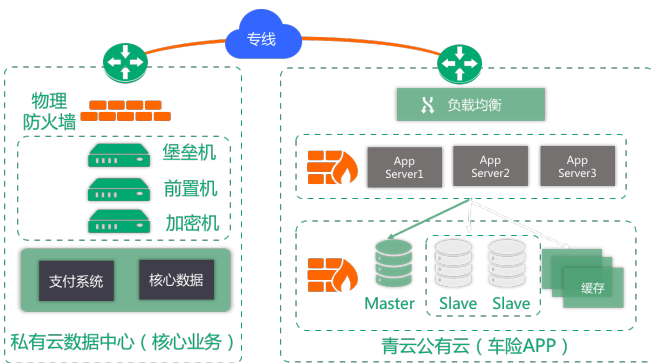 专线
物理
防火墙
堡垒机
前置机
加密机
支付系统
核心数据
私有云数据中心（核心业务）
负载均衡
App
Server1
App
Server2
App
Server3
Master
Slave
Slave
缓存
青云公有云（车险APP）